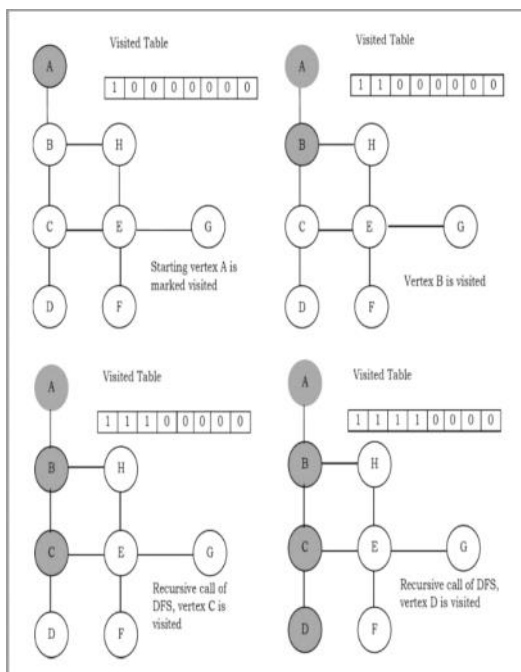 Visited Table
A
1 0 0 0 0 0 0 0
B H
C E G
Starting vertex A is
marked visited
D F
Visited Table
A
1 1 0 0 0 0 0 0
B H
C E G
Vertex B is visited
D F
Visited Table
A
1 1 1 0 0 0 0 0
B H
C E G
Recursive call of
DFS, vertex C is
visited
D F
Visited Table
A
1 1 1 1 0 0 0 0
B H
C E G
Recursive call of DFS,
vertex D is visited
D F